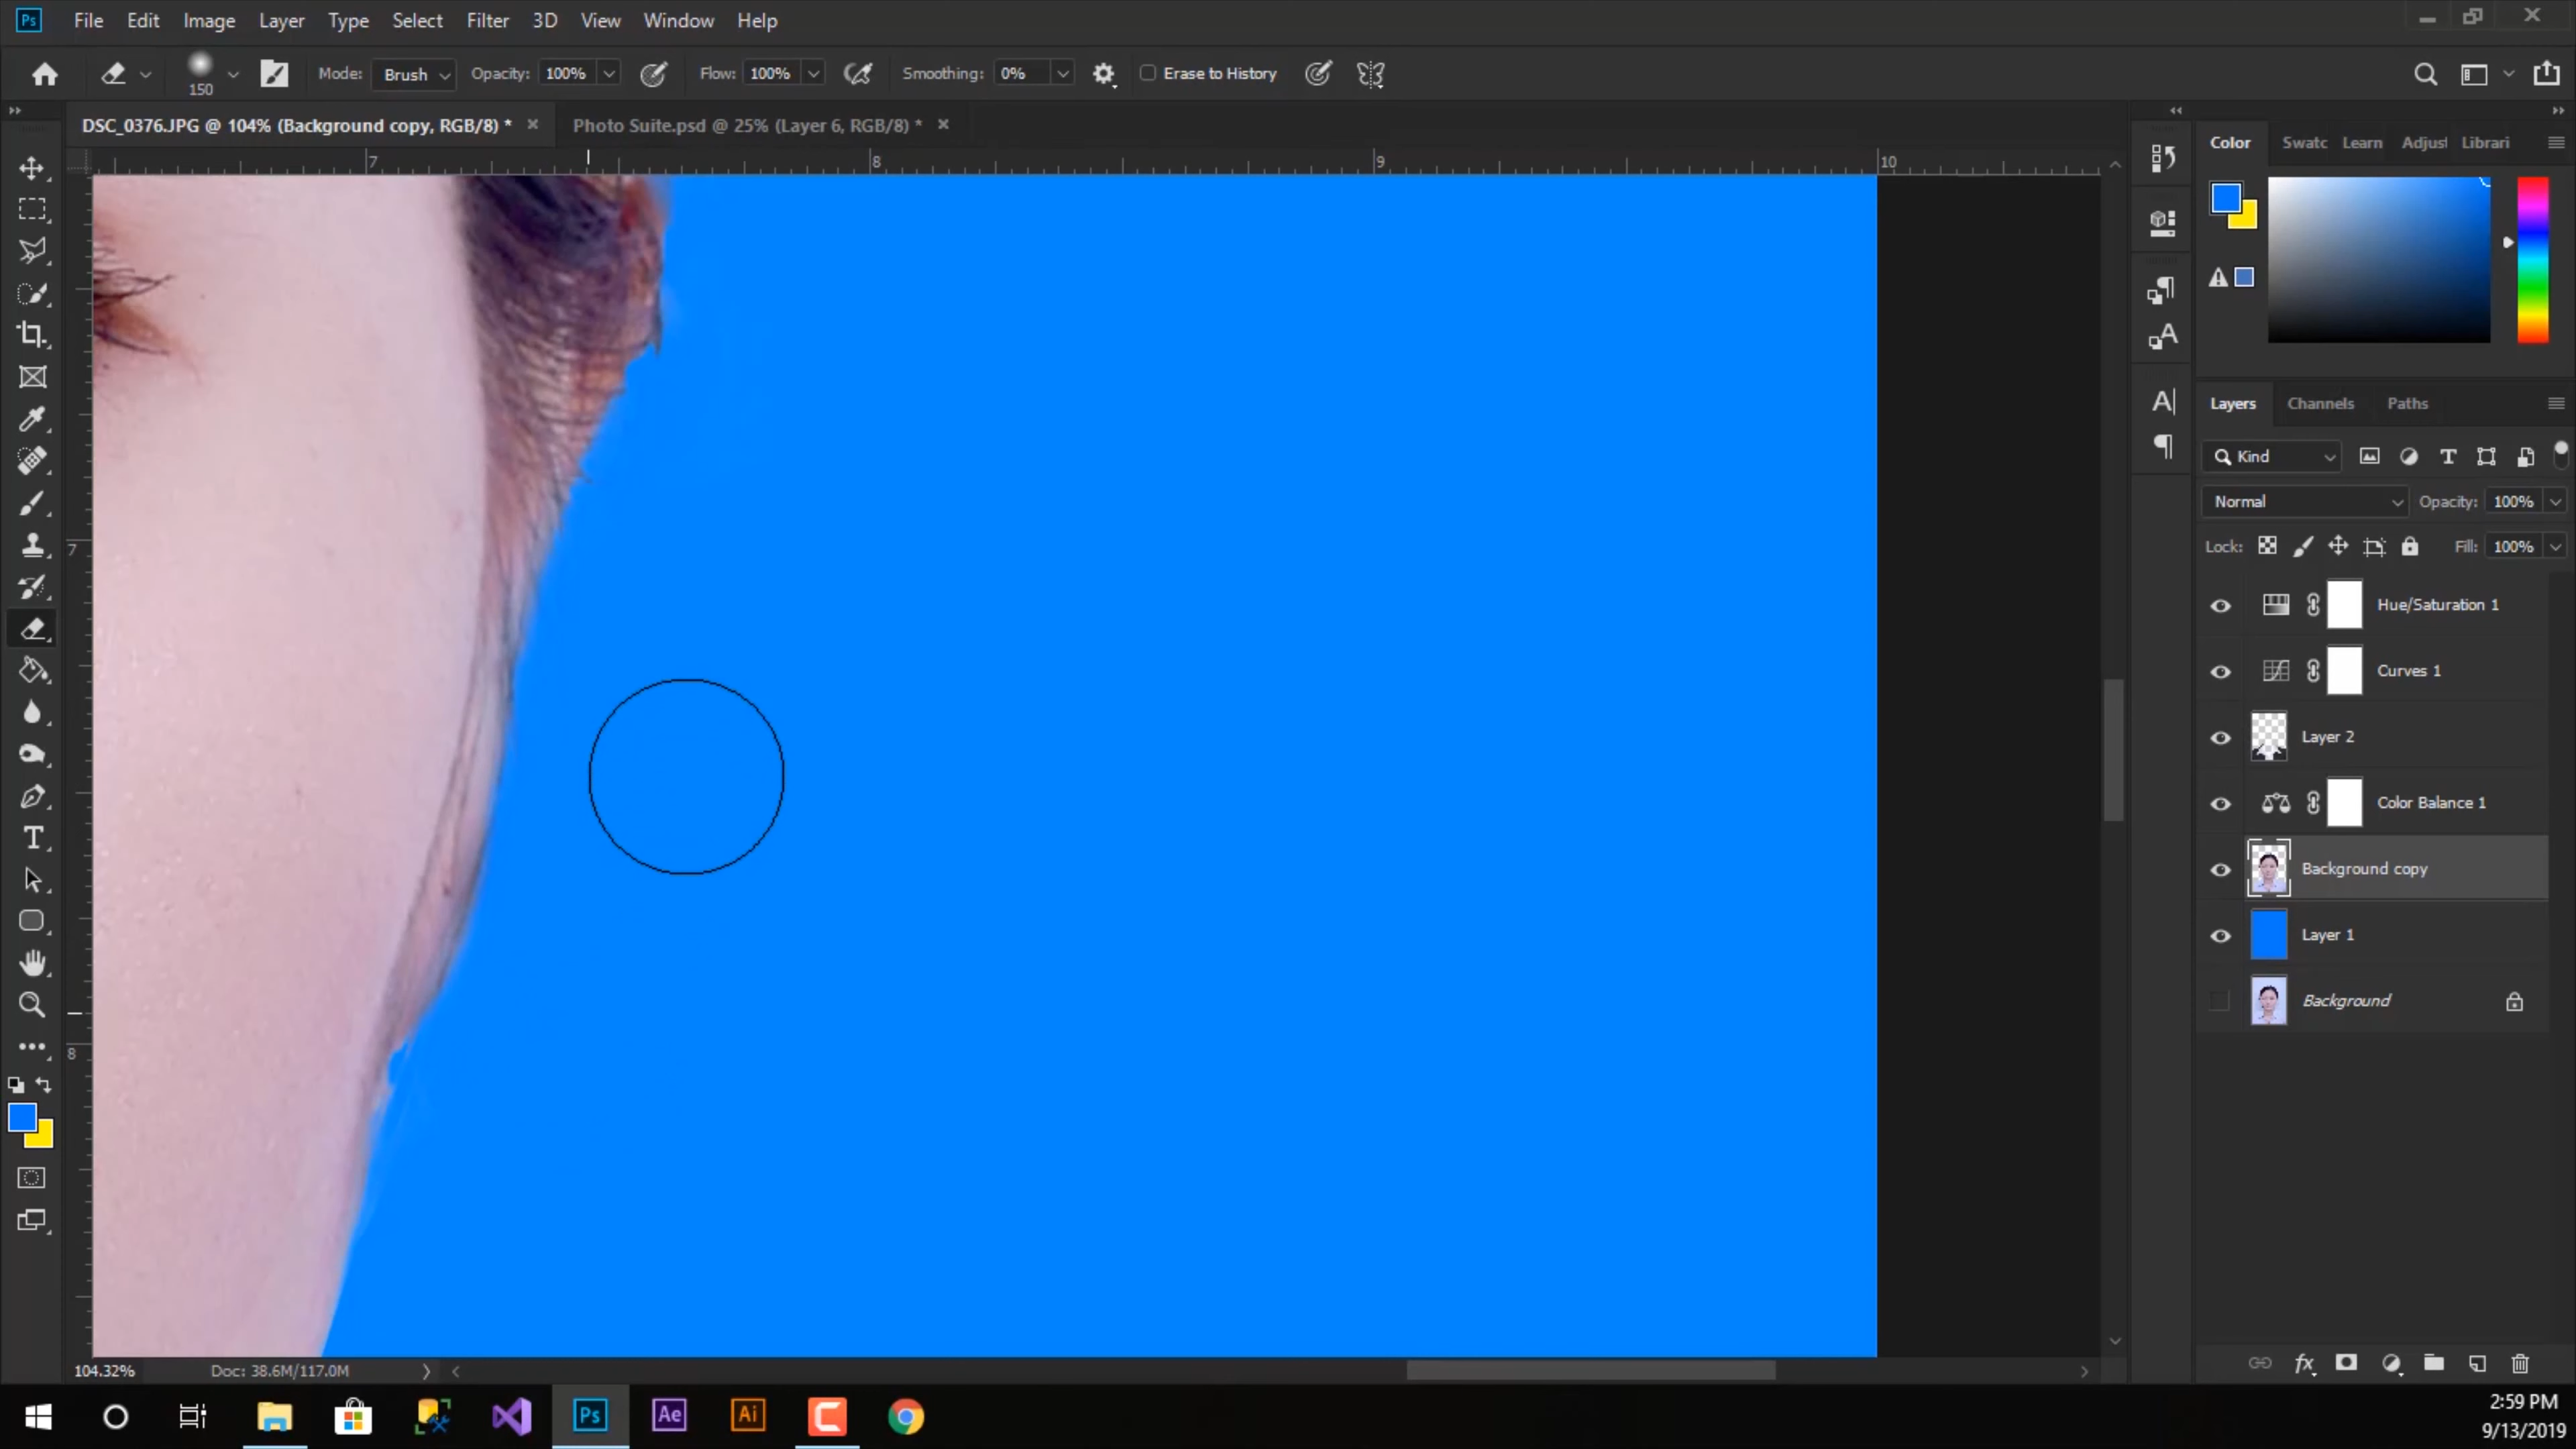 Ps File Edit Image Layer Type Select Filter 3D View Window Help
150 Mode: Brush Opacity: 100% Flow: 100% Smoothing: 0% Erase to History
DSC_0376.JPG @ 104% (Background copy, RGB/8) * × Photo Suite.psd @ 25% (Layer 6, RGB/8) * ×
7 8 9 10
7
8
Color Swatc Learn Adjust Librari
Layers Channels Paths
Kind
Normal Opacity: 100%
Lock: Fill: 100%
Hue/Saturation 1
Curves 1
Layer 2
Color Balance 1
Background copy
Layer 1
Background
104.32% Doc: 38.6M/117.0M
Ps Ae Ai
2:59 PM
9/13/2019